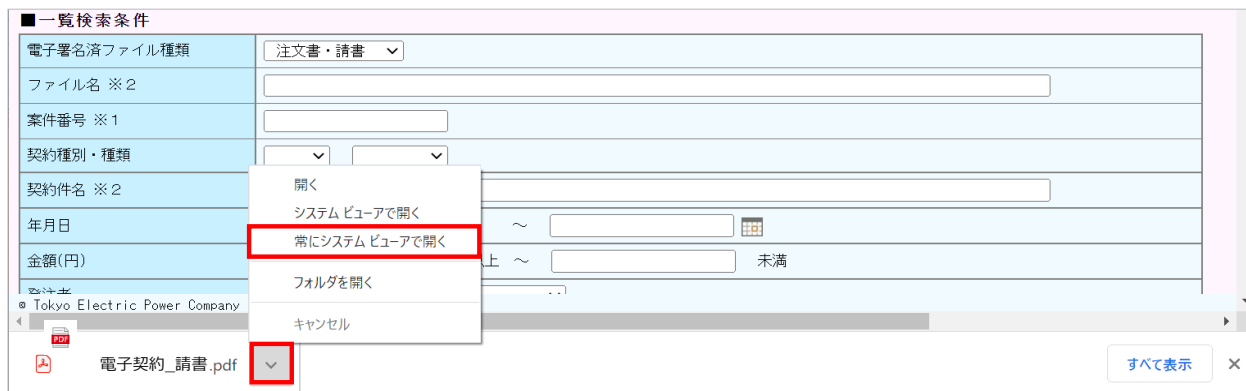 ■一覧検索条件
電子署名済ファイル種類 注文書・請書
ファイル名 ※2
案件番号 ※1
契約種別・種類
契約件名 ※2
年月日 ～
金額(円) 以上 ～ 未満
発注者
開く
システム ビューアで開く
常にシステム ビューアで開く
フォルダを開く
キャンセル
© Tokyo Electric Power Company
PDF
電子契約_請書.pdf
すべて表示